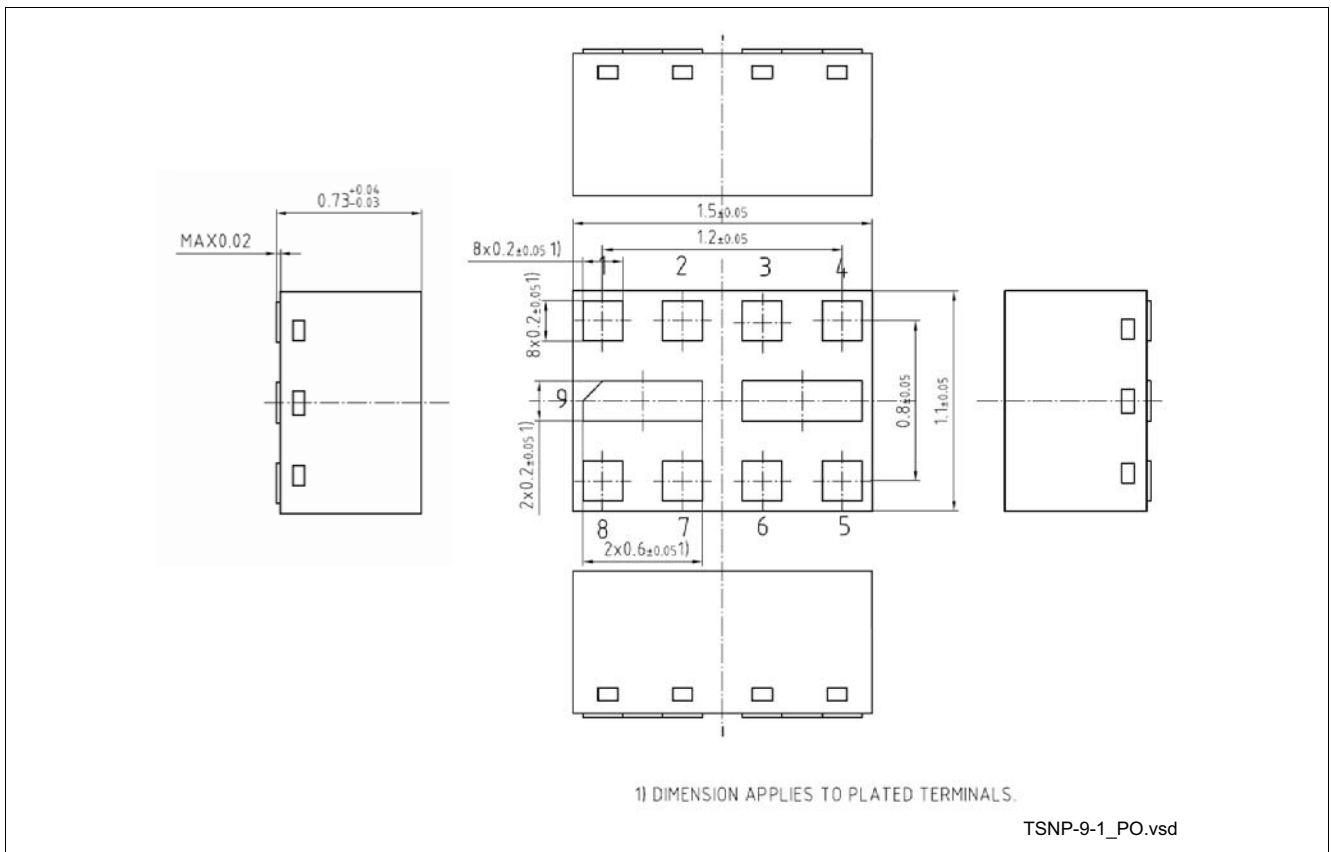 0.73 +0.04 -0.03
MAX0.02
1.5±0.05
1.2±0.05
8x0.2±0.05 1)
1 2 3 4
8x0.2±0.05 1)
9
0.8±0.05
1.1±0.05
2x0.2±0.05 1)
8 7 6 5
2x0.6±0.05 1)
1) DIMENSION APPLIES TO PLATED TERMINALS.
TSNP-9-1_PO.vsd